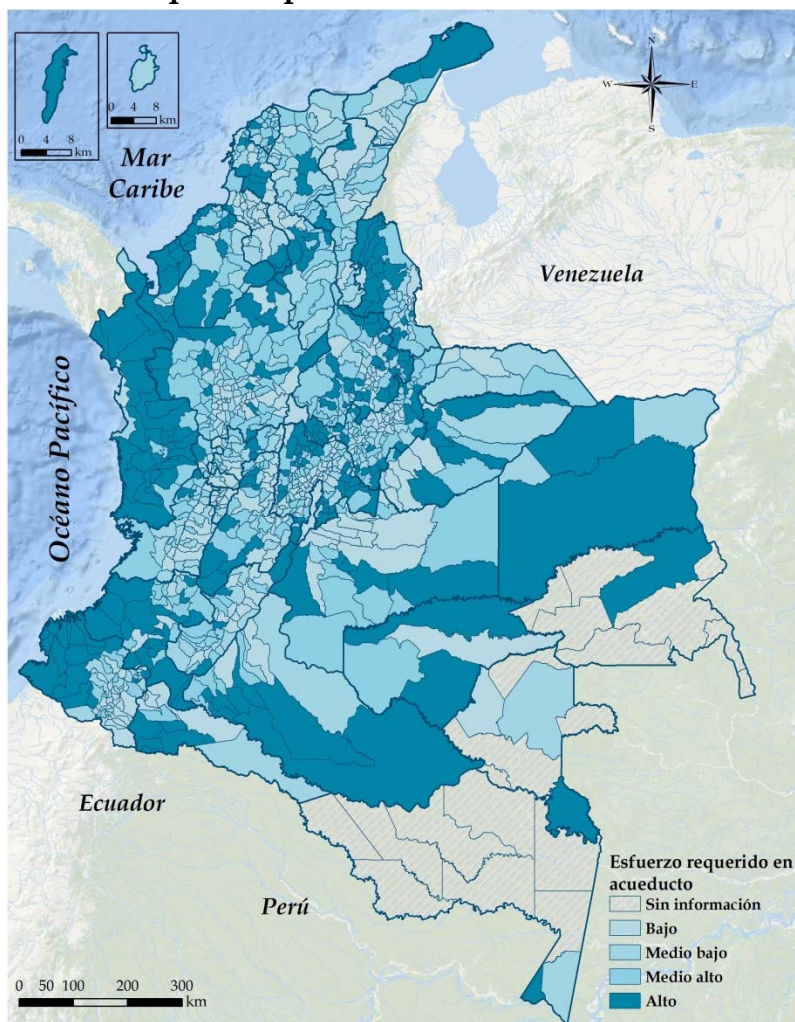 0 4 8
km
0 4 8
km
N
W
E
S
Mar
Caribe
Venezuela
Océano Pacífico
Ecuador
Perú
Esfuerzo requerido en
acueducto
Sin información
Bajo
Medio bajo
Medio alto
Alto
0 50 100 200 300
km